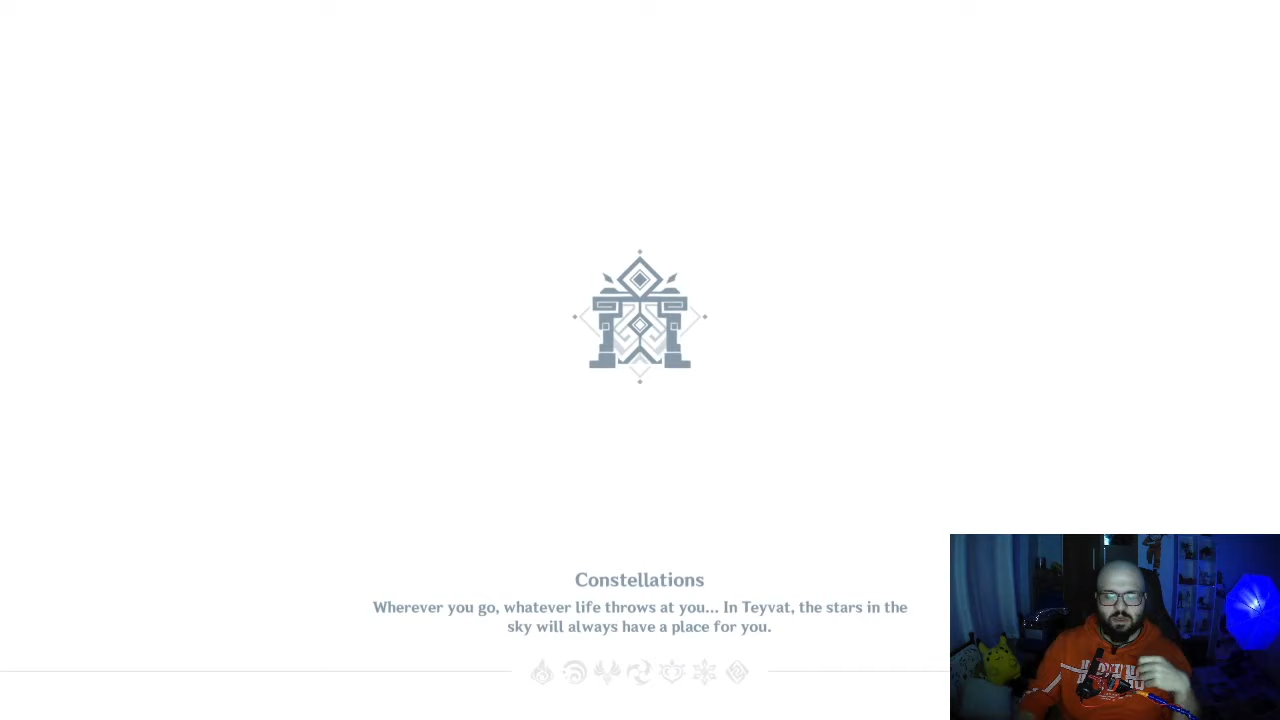 Constellations
Wherever you go, whatever life throws at you... In Teyvat, the stars in the
sky will always have a place for you.